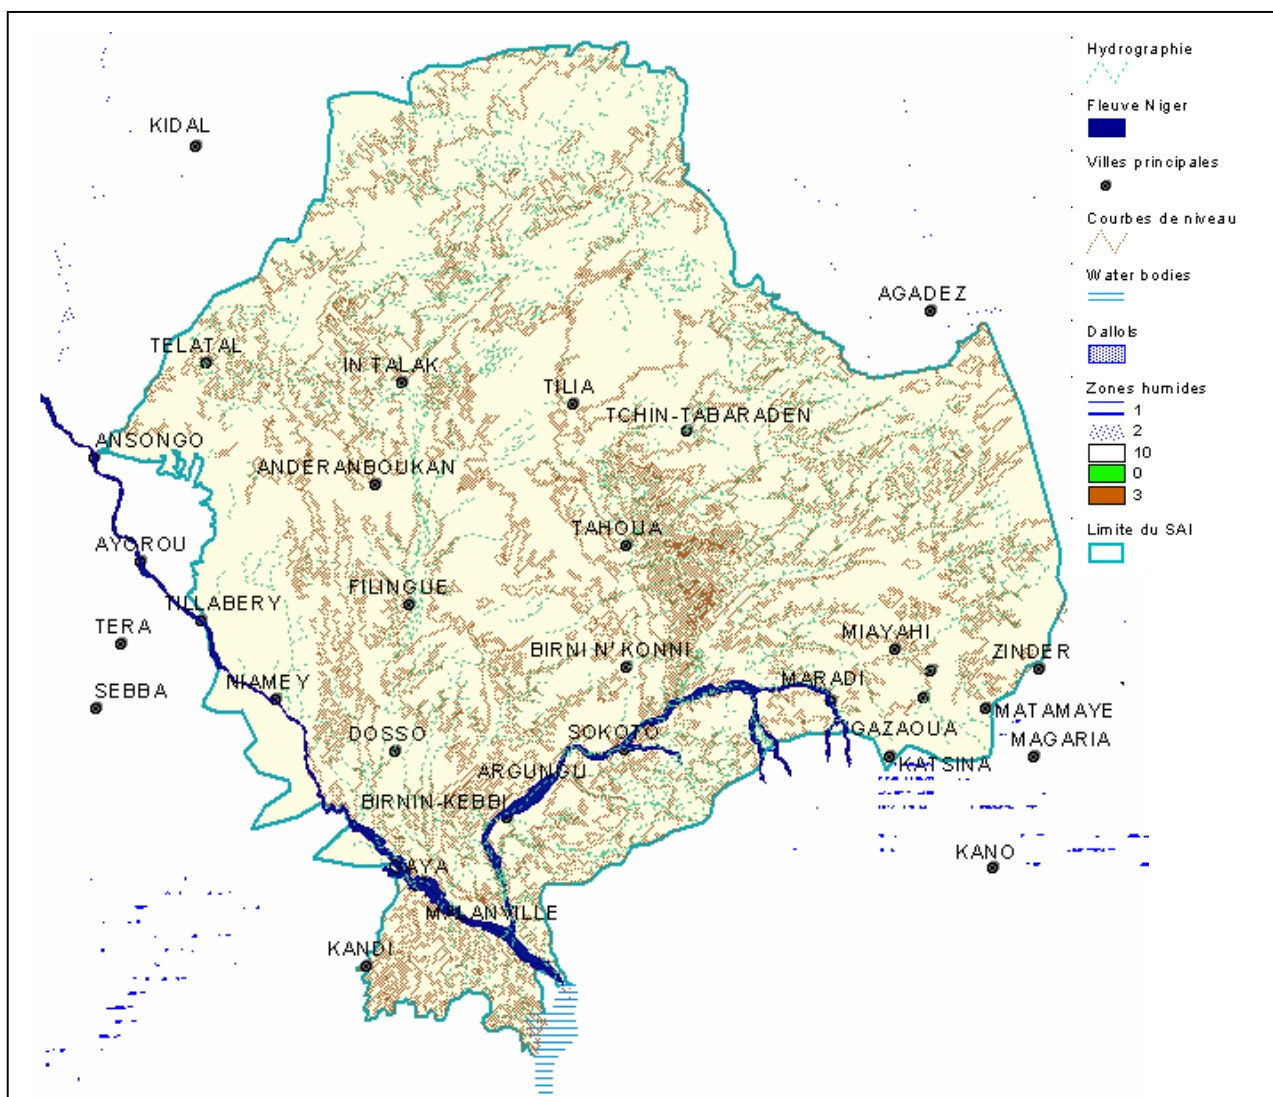 Hydrographie
Fleuve Niger
Villes principales
Courbes de niveau
Water bodies
Dallols
Zones humides
1
2
10
0
3
Limite du SAI
KIDAL
AGADEZ
TELATAL
IN TALAK
TILIA
TCHIN-TABARADEN
ANSONGO
ANDERANBOUKAN
TAHOUA
AYOROU
FILINGUE
TILLABERY
TERA
MIAYAHI
BIRNI N' KONNI
ZINDER
SEBBA
NIAMEY
MARADI
MATAMAYE
DOSSO
SOKOTO
GAZAOUA
MAGARIA
ARGUNGU
KATSINA
BIRNIN-KEBBI
KANO
GAYA
MALANVILLE
KANDI